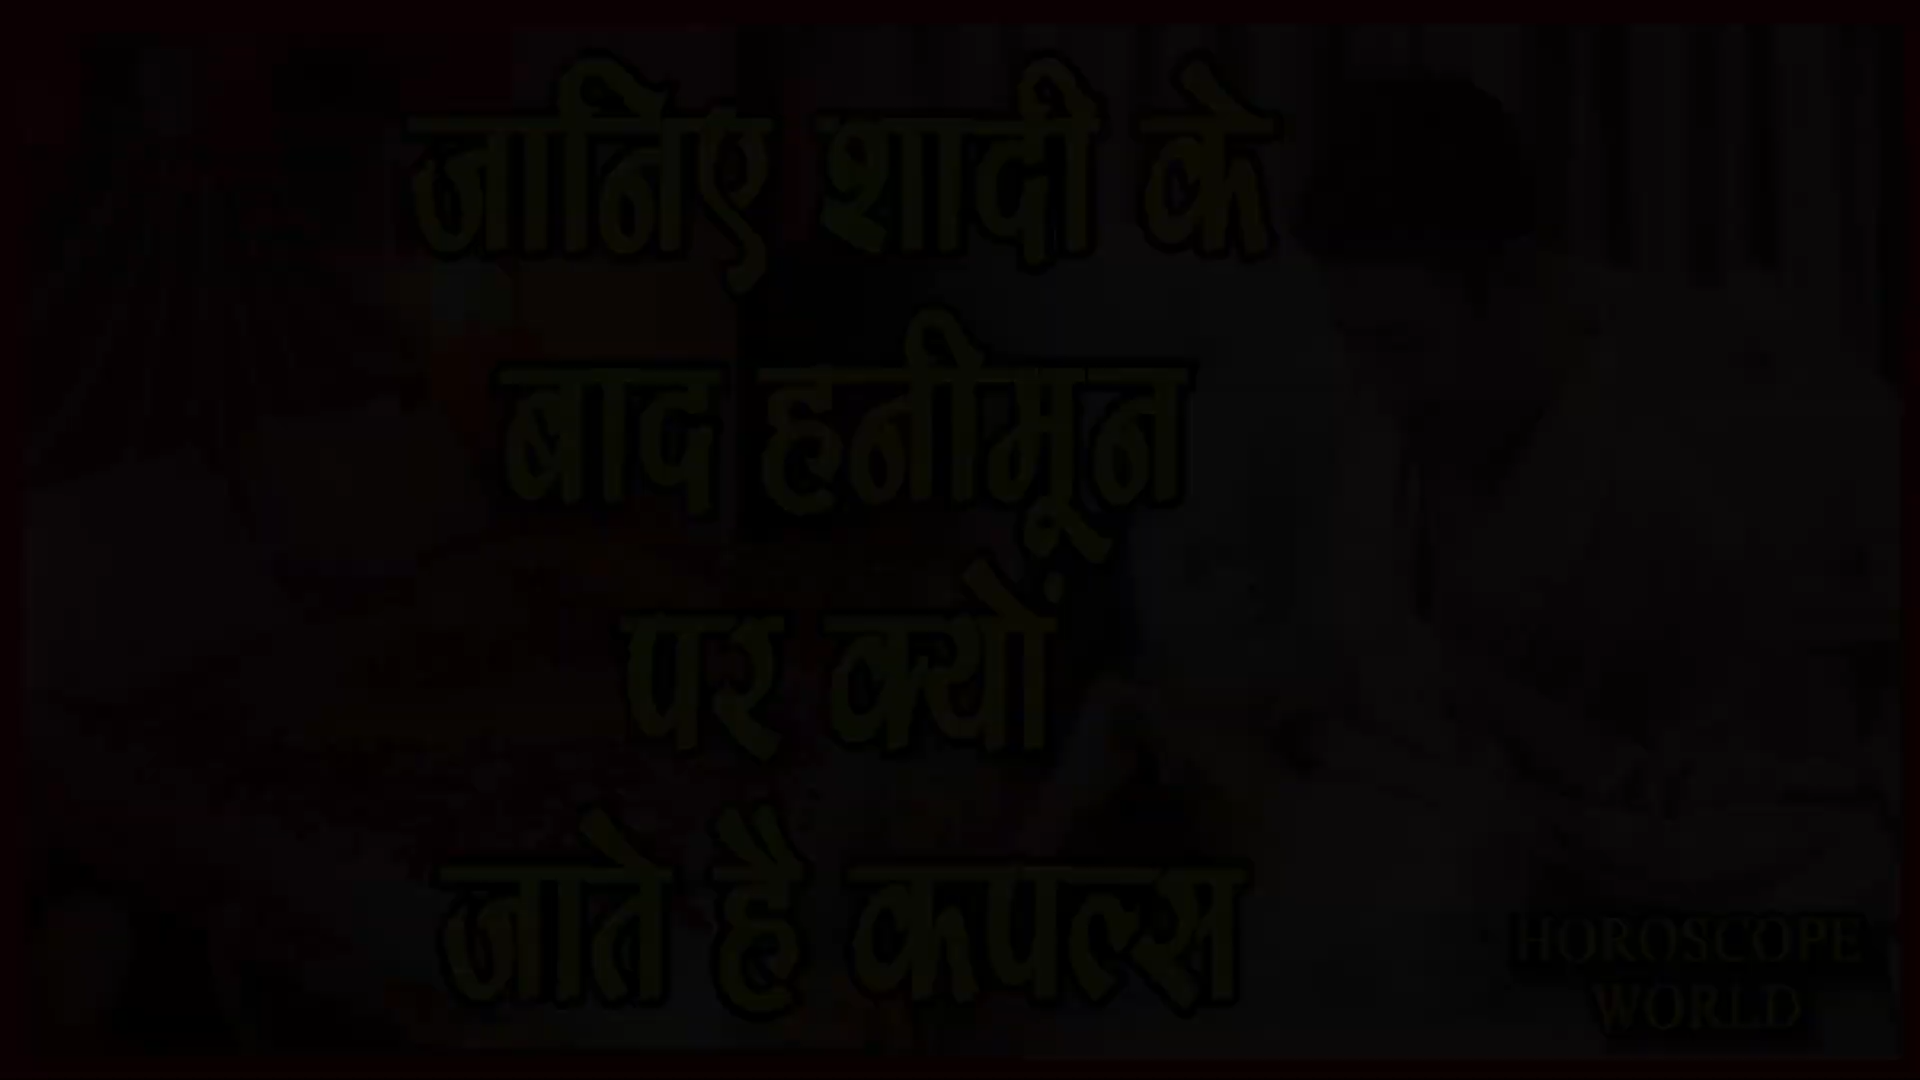 जानिए शादी के
बाद हनीमून
पर क्यों
जाते है कपल्स
HOROSCOPE
WORLD